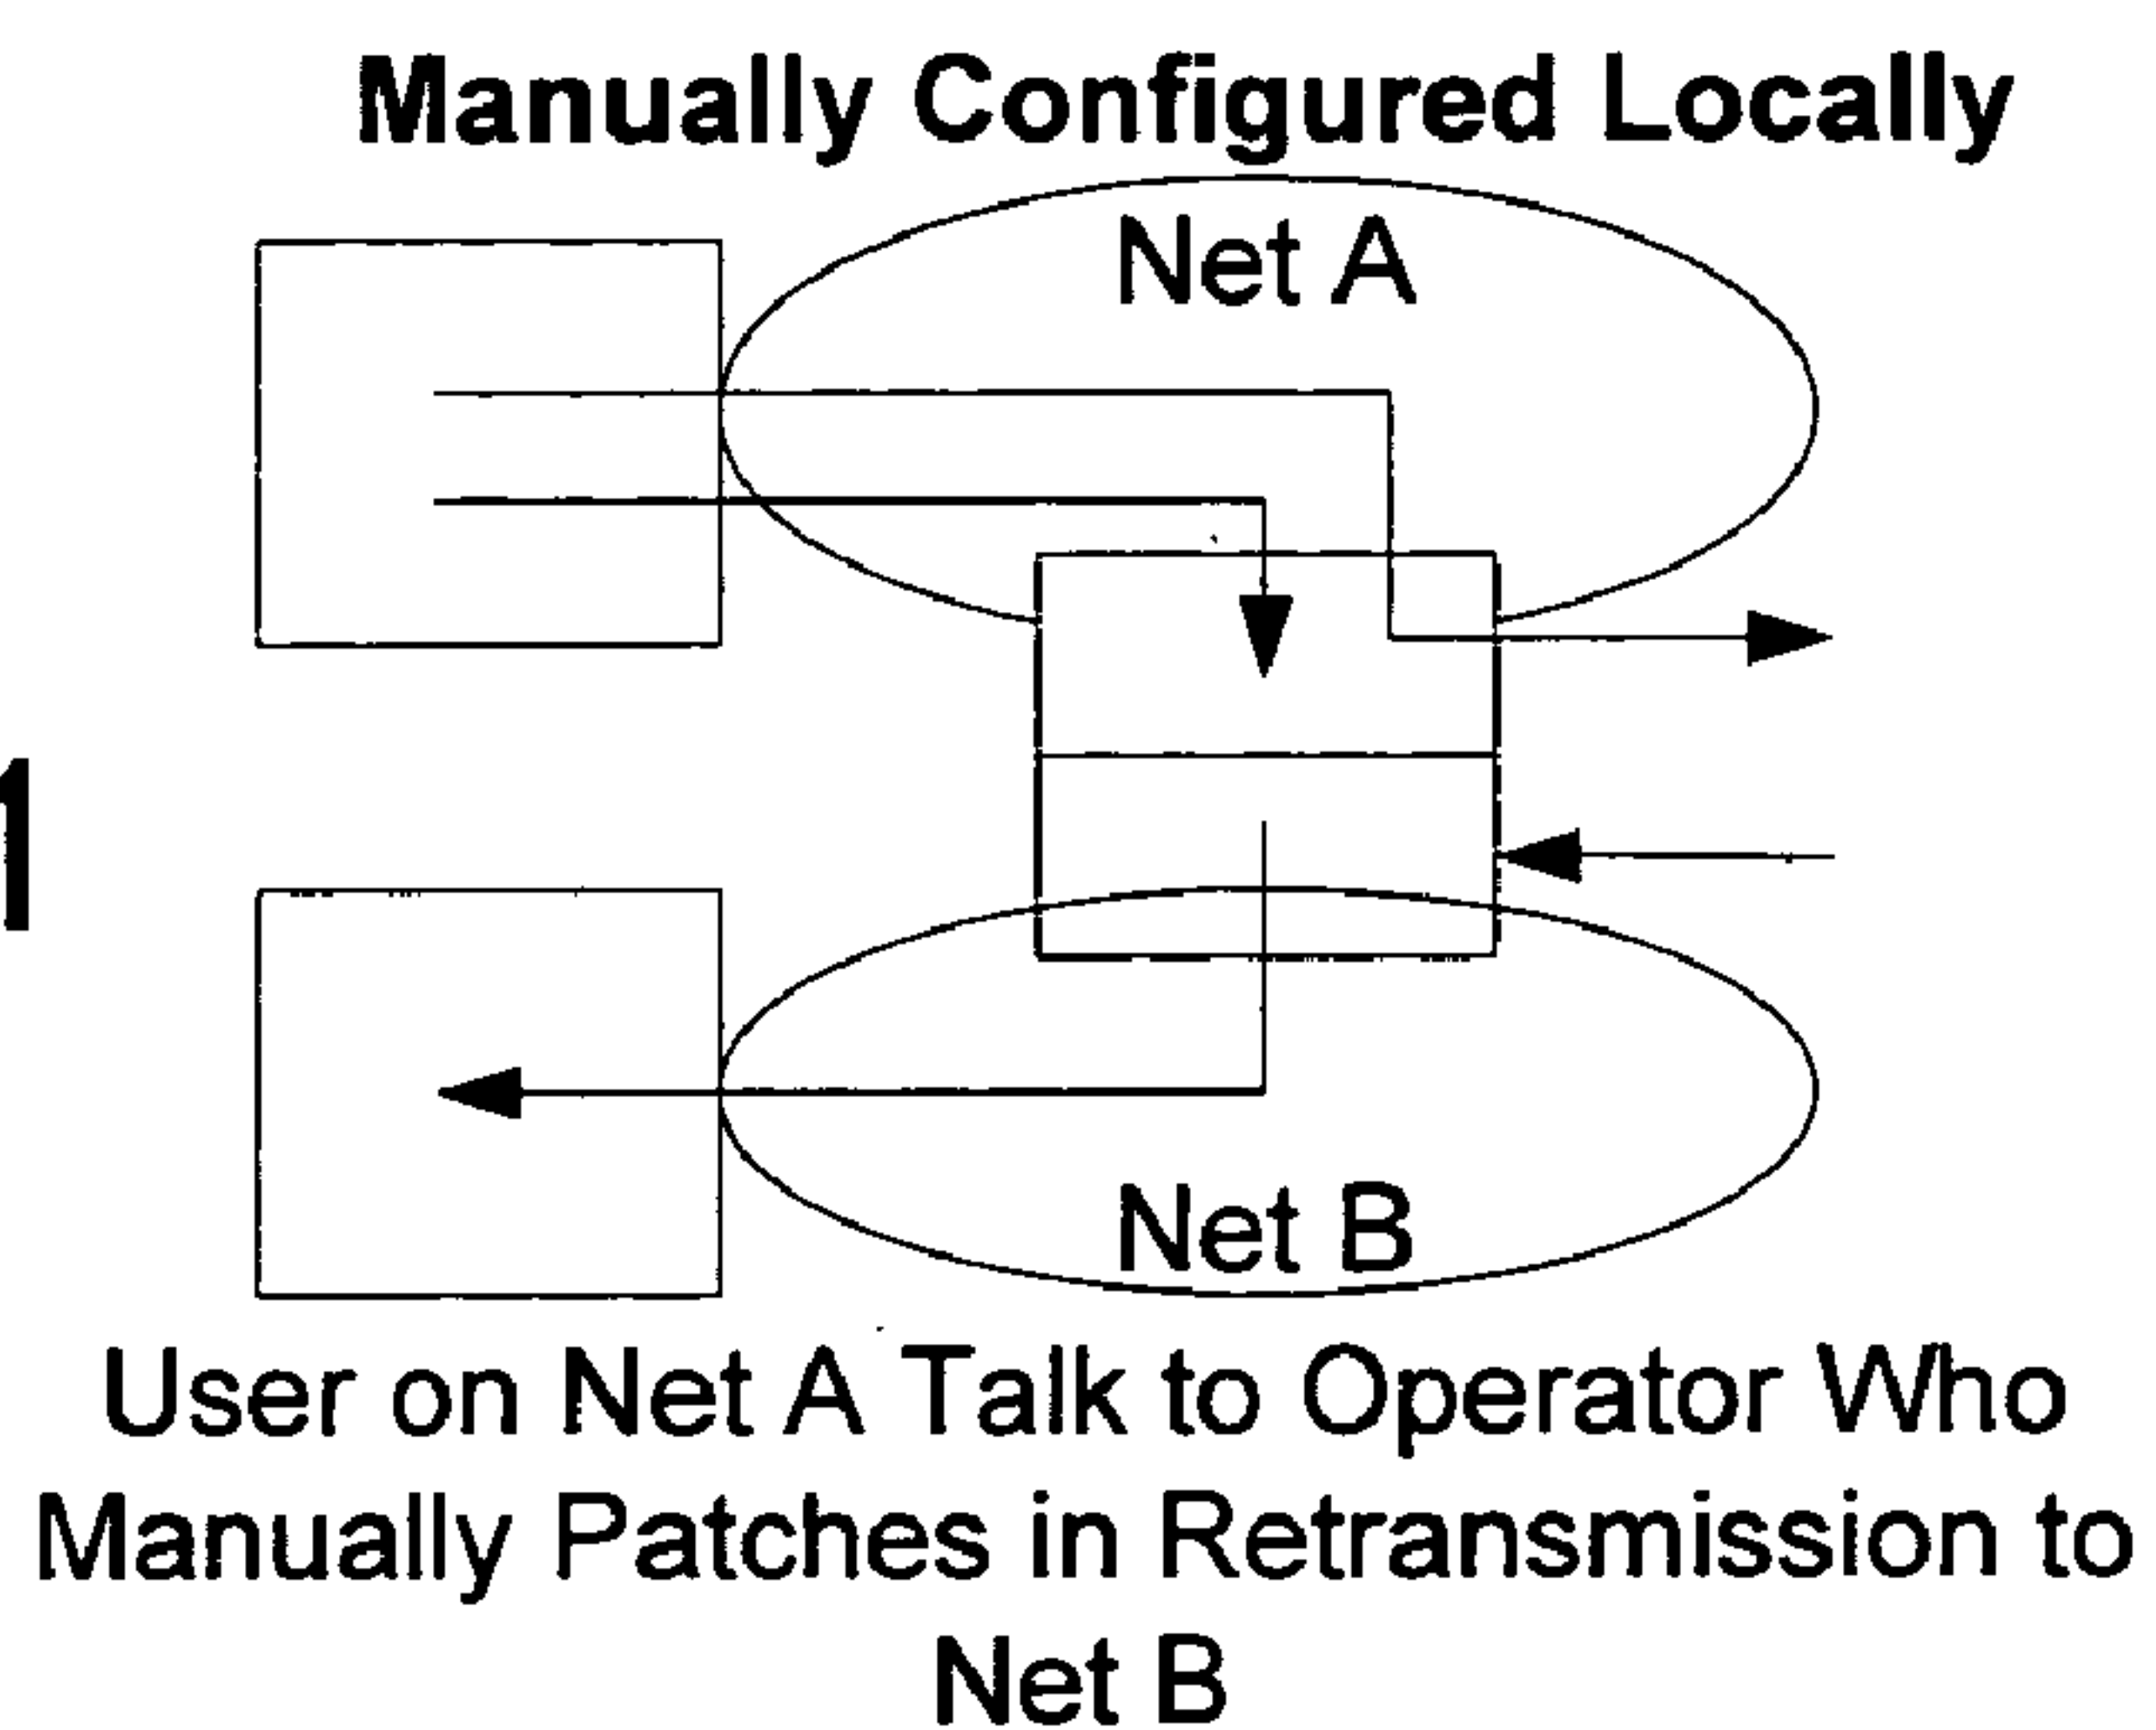 Manually Configured Locally
Net A
1
Net B
User on Net A Talk to Operator Who
Manually Patches in Retransmission to
Net B